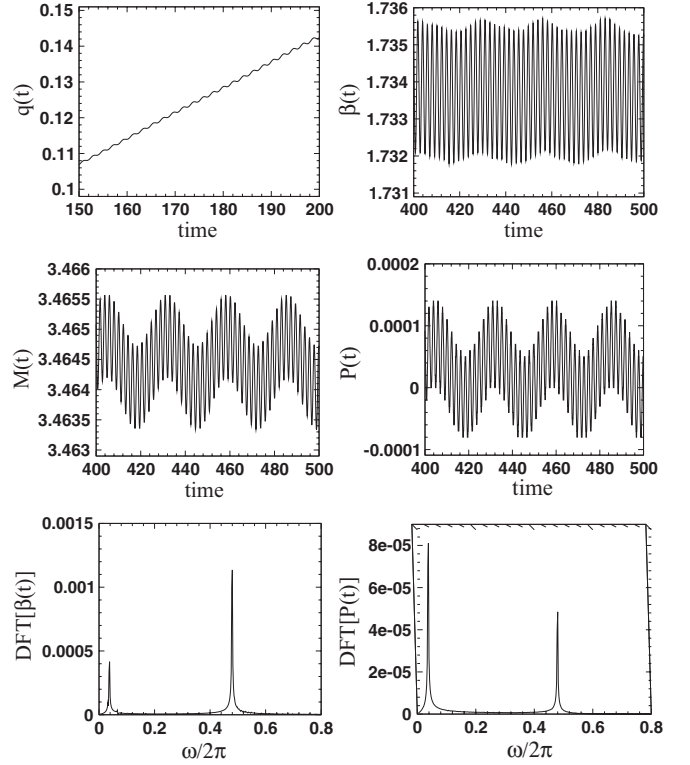 0.15
0.14
0.13
0.12
0.11
0.1
q(t)
150 160 170 180 190 200
time
1.736
1.735
1.734
1.733
1.732
1.731
β(t)
400 420 440 460 480 500
time
3.466
3.4655
3.465
3.4645
3.464
3.4635
3.463
M(t)
400 420 440 460 480 500
time
0.0002
0.0001
0
-0.0001
P(t)
400 420 440 460 480 500
time
0.0015
0.001
0.0005
0
DFT[β(t)]
0 0.2 0.4 0.6 0.8
ω/2π
8e-05
6e-05
4e-05
2e-05
0
DFT[P(t)]
0 0.2 0.4 0.6 0.8
ω/2π